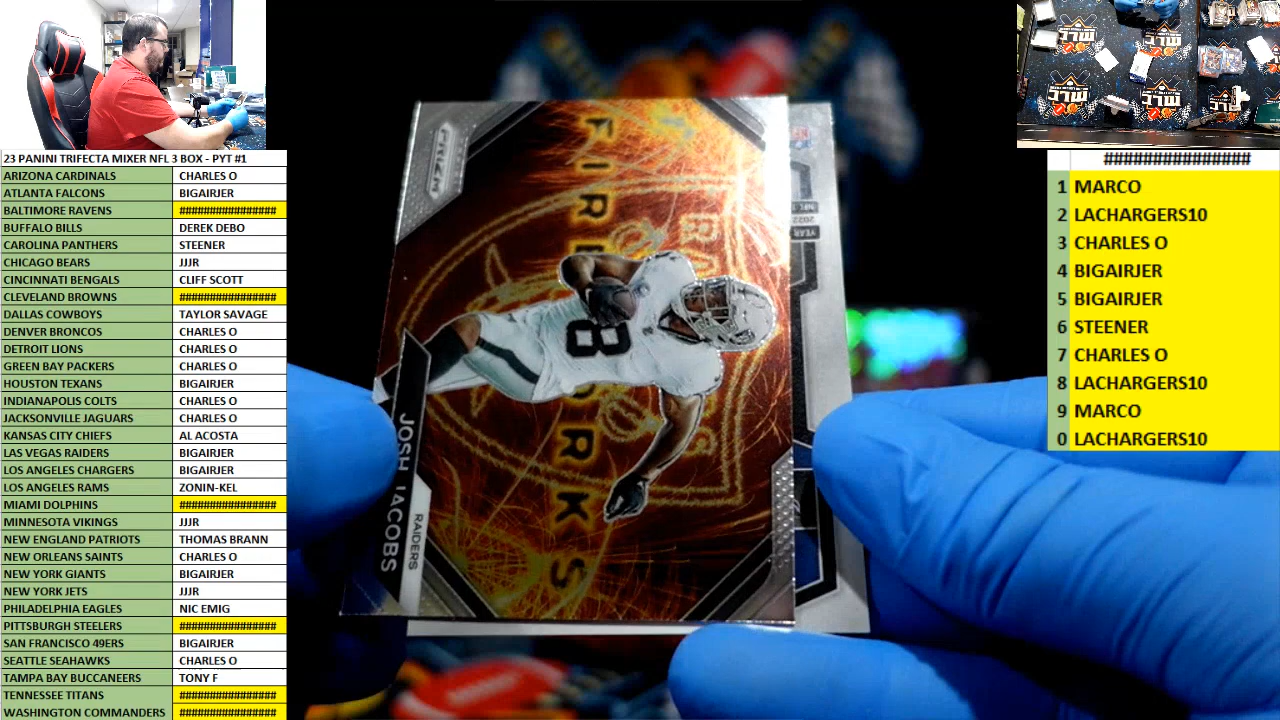 23 PANINI TRIFECTA MIXER NFL 3 BOX - PYT #1
ARIZONA CARDINALS CHARLES O
ATLANTA FALCONS BIGAIRJER
BALTIMORE RAVENS ################
BUFFALO BILLS DEREK DEBO
CAROLINA PANTHERS STEENER
CHICAGO BEARS JJJR
CINCINNATI BENGALS CLIFF SCOTT
CLEVELAND BROWNS ################
DALLAS COWBOYS TAYLOR SAVAGE
DENVER BRONCOS CHARLES O
DETROIT LIONS CHARLES O
GREEN BAY PACKERS CHARLES O
HOUSTON TEXANS BIGAIRJER
INDIANAPOLIS COLTS CHARLES O
JACKSONVILLE JAGUARS CHARLES O
KANSAS CITY CHIEFS AL ACOSTA
LAS VEGAS RAIDERS BIGAIRJER
LOS ANGELES CHARGERS BIGAIRJER
LOS ANGELES RAMS ZONIN-KEL
MIAMI DOLPHINS ################
MINNESOTA VIKINGS JJJR
NEW ENGLAND PATRIOTS THOMAS BRANN
NEW ORLEANS SAINTS CHARLES O
NEW YORK GIANTS BIGAIRJER
NEW YORK JETS JJJR
PHILADELPHIA EAGLES NIC EMIG
PITTSBURGH STEELERS ################
SAN FRANCISCO 49ERS BIGAIRJER
SEATTLE SEAHAWKS CHARLES O
TAMPA BAY BUCCANEERS TONY F
TENNESSEE TITANS ################
WASHINGTON COMMANDERS ################
PRIZM
FIREWORKS
RAIDERS
8
JOSH JACOBS
RAIDERS
2022
YEAR
################
1 MARCO
2 LACHARGERS10
3 CHARLES O
4 BIGAIRJER
5 BIGAIRJER
6 STEENER
7 CHARLES O
8 LACHARGERS10
9 MARCO
0 LACHARGERS10